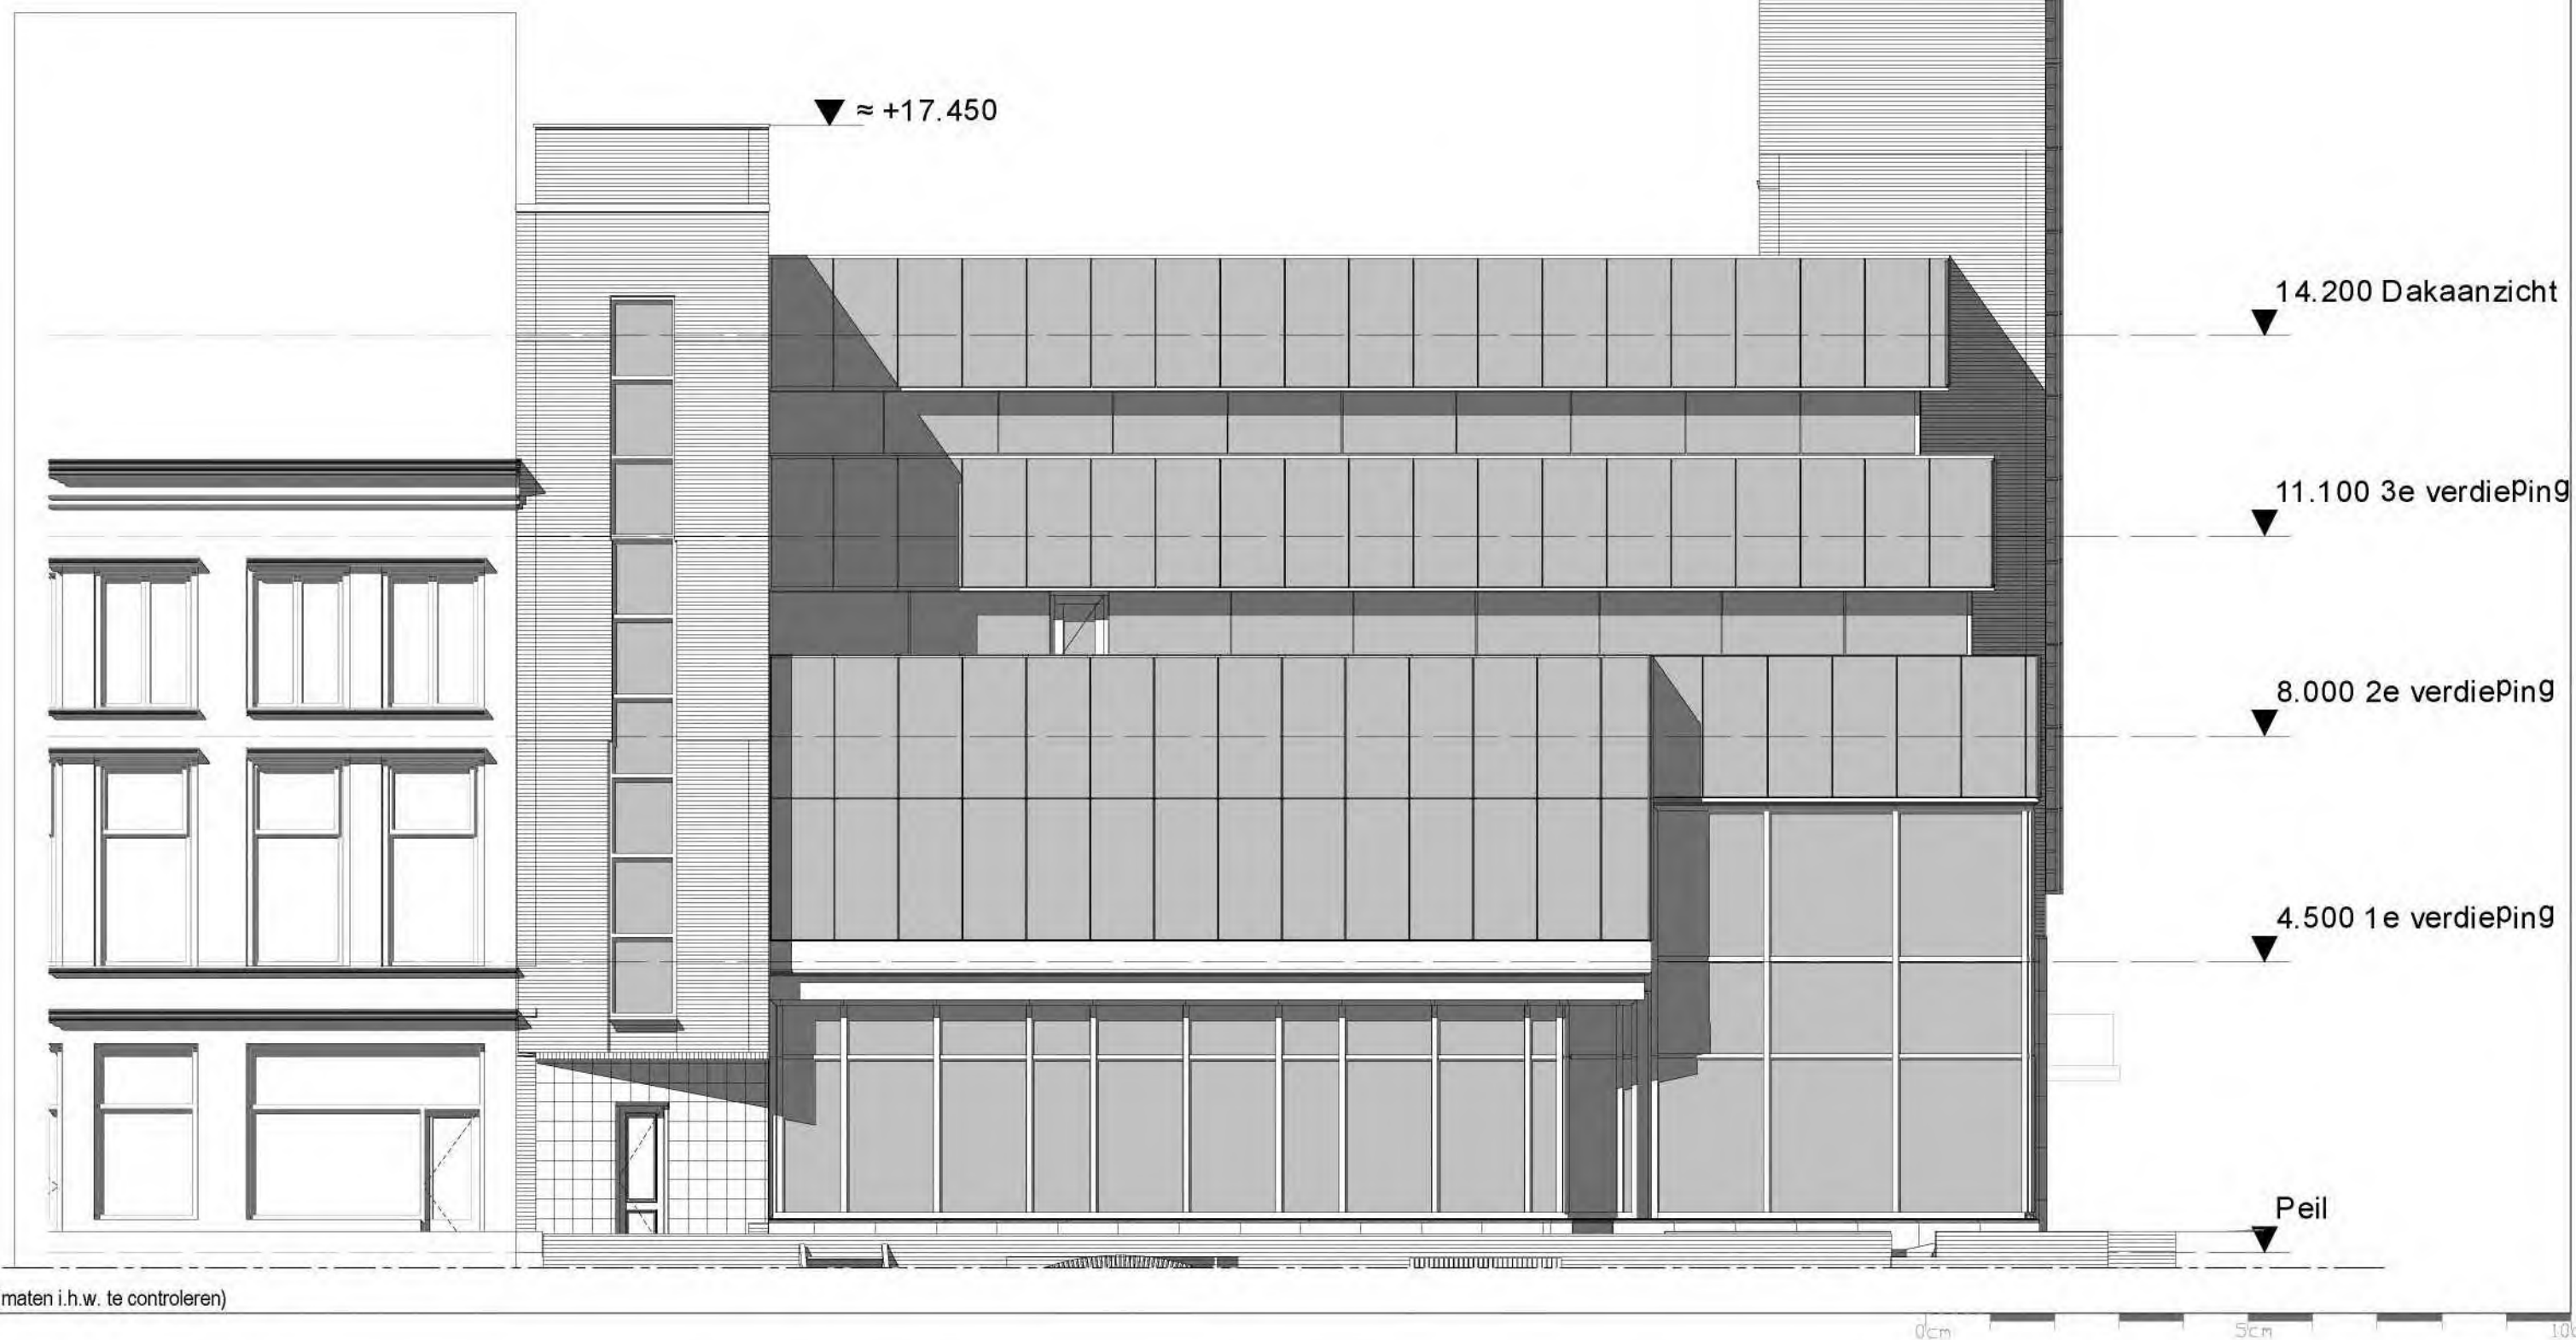 ≈ +17.450
14.200 Dakaanzicht
11.100 3e verdieping
8.000 2e verdieping
4.500 1e verdieping
Peil
maten i.h.w. te controleren)
0cm 5cm